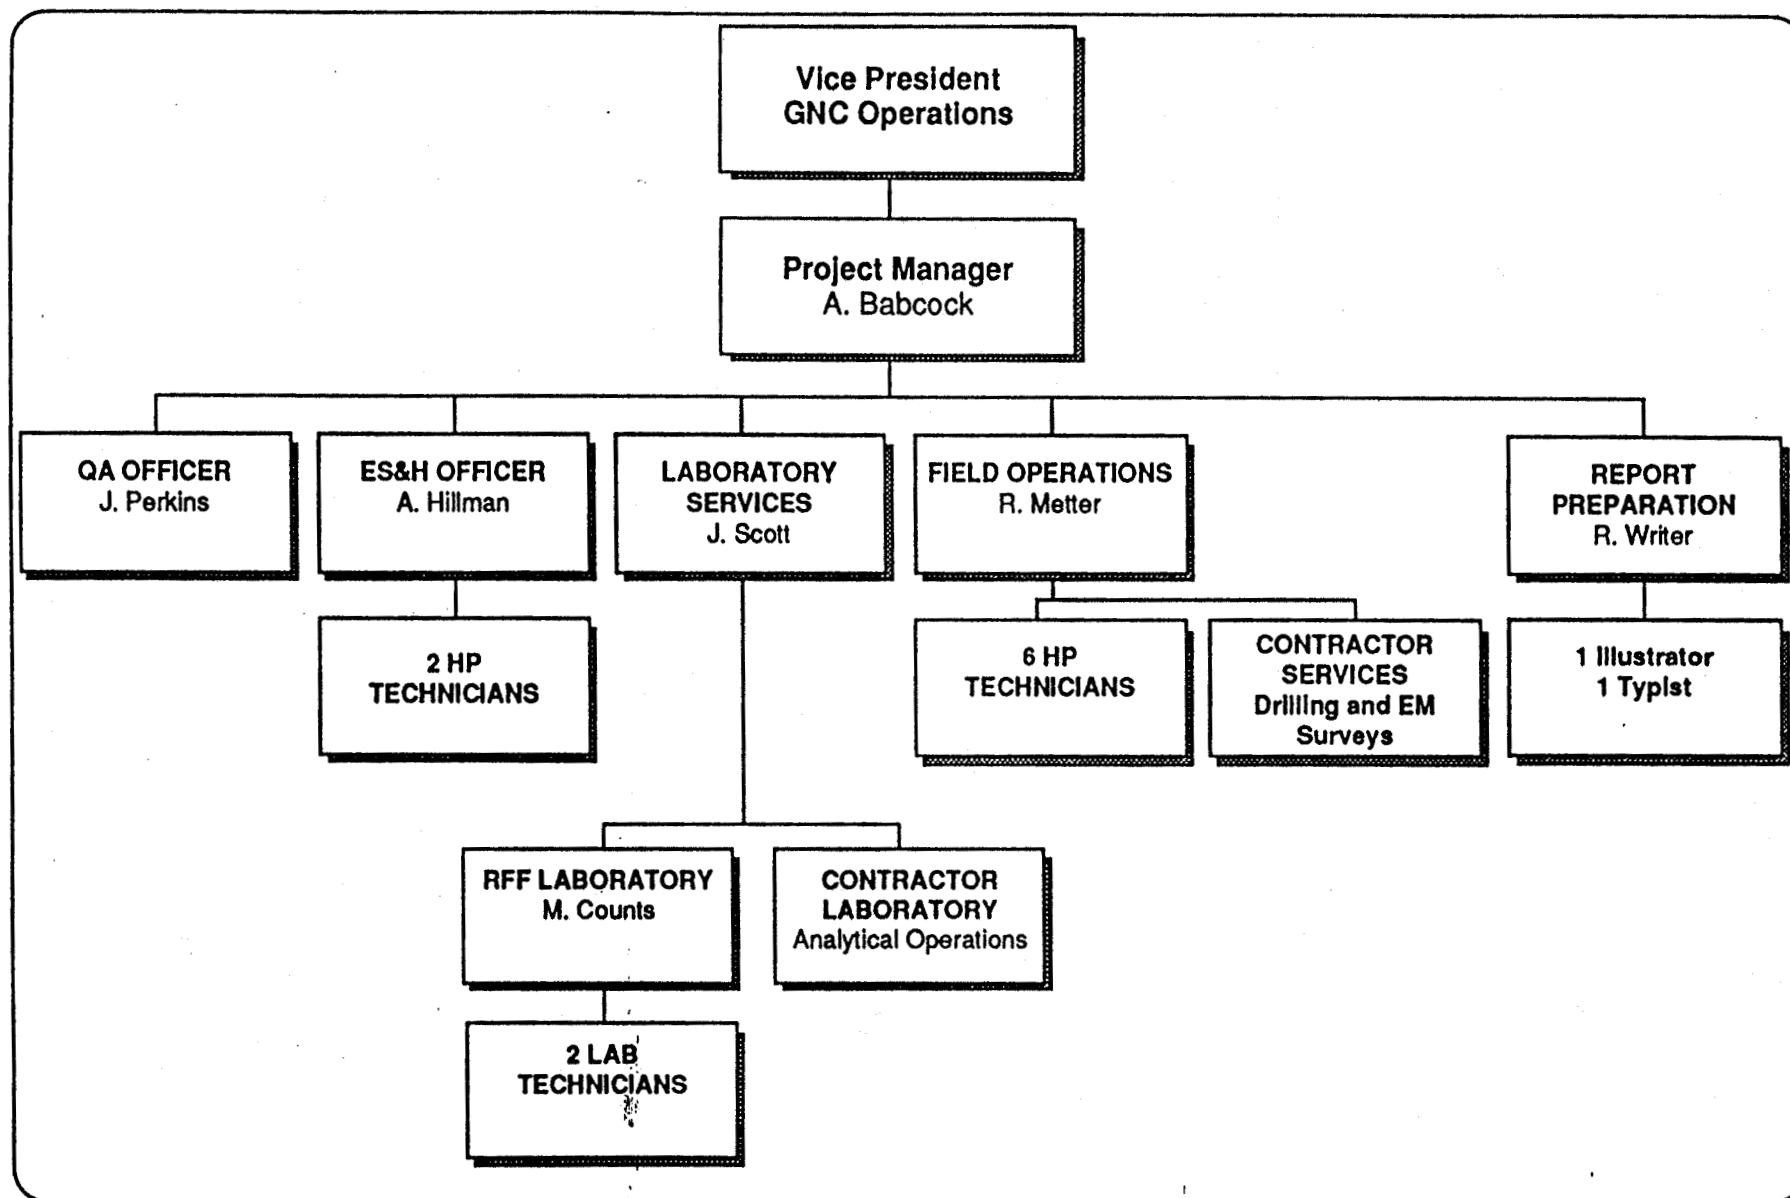 Vice President
GNC Operations
Project Manager
A. Babcock
QA OFFICER
J. Perkins
ES&H OFFICER
A. Hillman
LABORATORY
SERVICES
J. Scott
FIELD OPERATIONS
R. Metter
REPORT
PREPARATION
R. Writer
2 HP
TECHNICIANS
6 HP
TECHNICIANS
CONTRACTOR
SERVICES
Drilling and EM
Surveys
1 Illustrator
1 Typist
RFF LABORATORY
M. Counts
CONTRACTOR
LABORATORY
Analytical Operations
2 LAB
TECHNICIANS